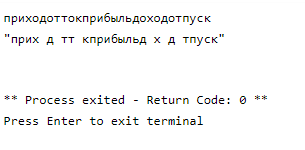 приходоттокприбыльдоходотпуск
"прих д тт кприбыльд х д тпуск"
** Process exited - Return Code: 0 **
Press Enter to exit terminal